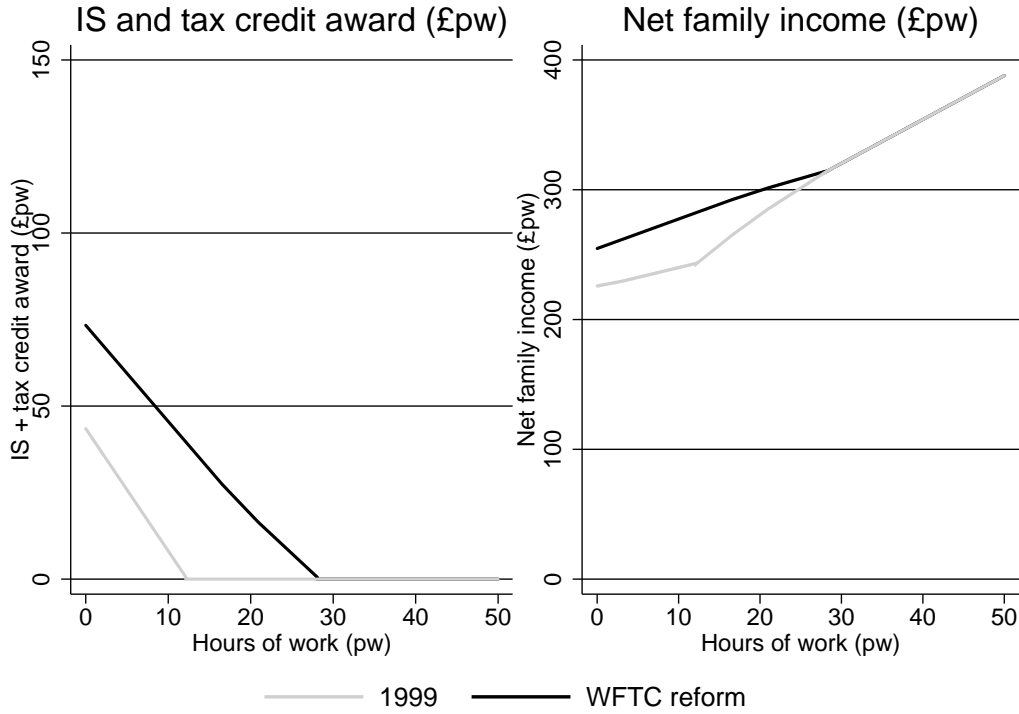 IS and tax credit award (£pw)
IS + tax credit award (£pw)
150
100
50
0
0 10 20 30 40 50
Hours of work (pw)
Net family income (£pw)
Net family income (£pw)
400
300
200
100
0
0 10 20 30 40 50
Hours of work (pw)
1999 WFTC reform